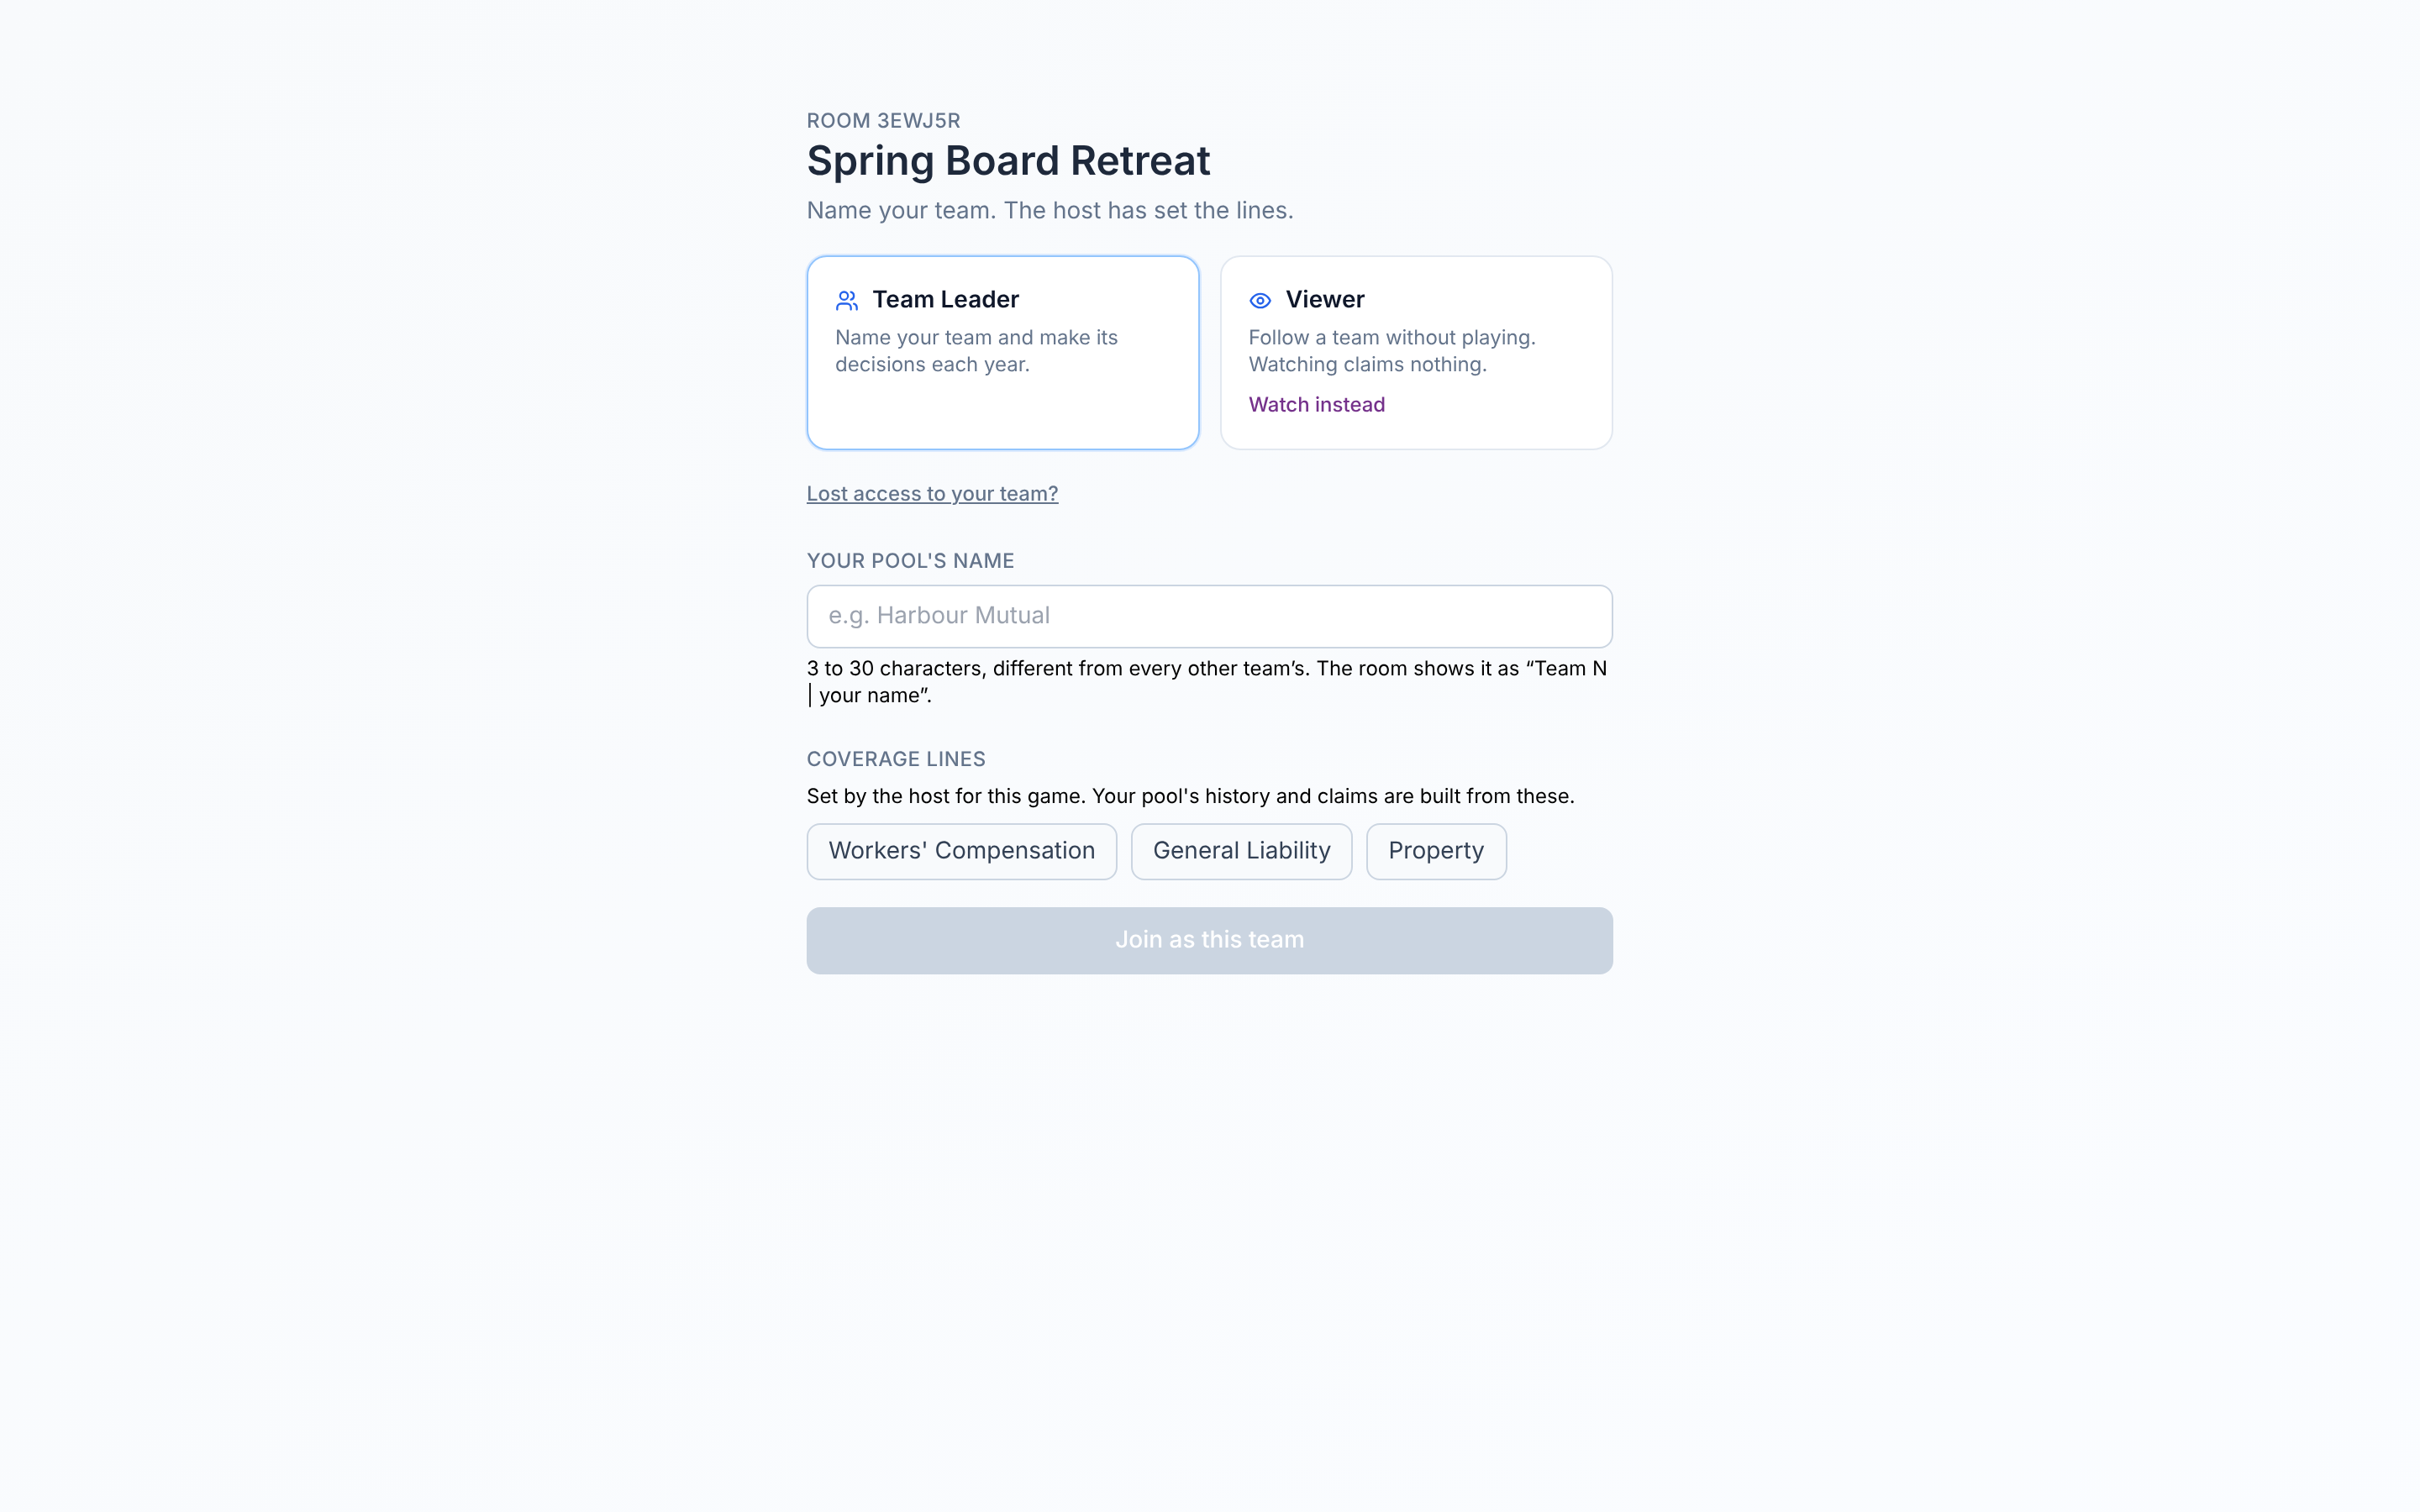 ROOM 3EWJ5R
Spring Board Retreat
Name your team. The host has set the lines.
Team Leader
Name your team and make its
decisions each year.
Viewer
Follow a team without playing.
Watching claims nothing.
Watch instead
Lost access to your team?
YOUR POOL'S NAME
e.g. Harbour Mutual
3 to 30 characters, different from every other team’s. The room shows it as “Team N
| your name”.
COVERAGE LINES
Set by the host for this game. Your pool's history and claims are built from these.
Workers' Compensation
General Liability
Property
Join as this team